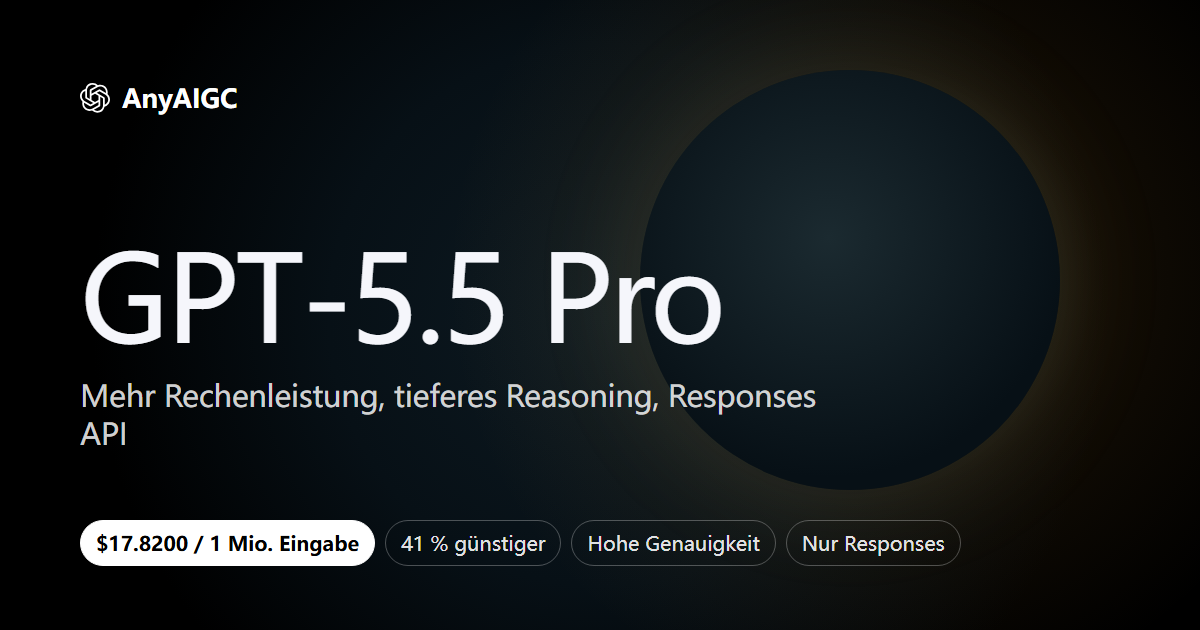 AnyAIGC
GPT-5.5 Pro
Mehr Rechenleistung, tieferes Reasoning, Responses
API
$17.8200 / 1 Mio. Eingabe
41 % günstiger
Hohe Genauigkeit
Nur Responses